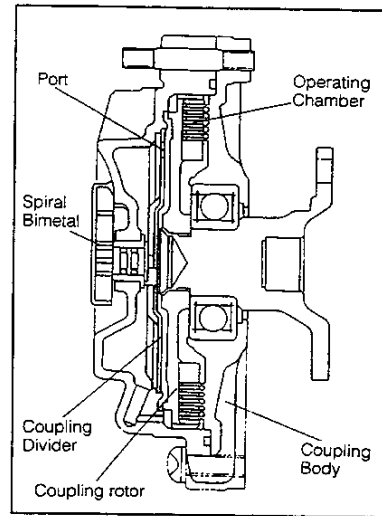 Port
Operating
Chamber
Spiral
Bimetal
Coupling
Divider
Coupling rotor
Coupling
Body